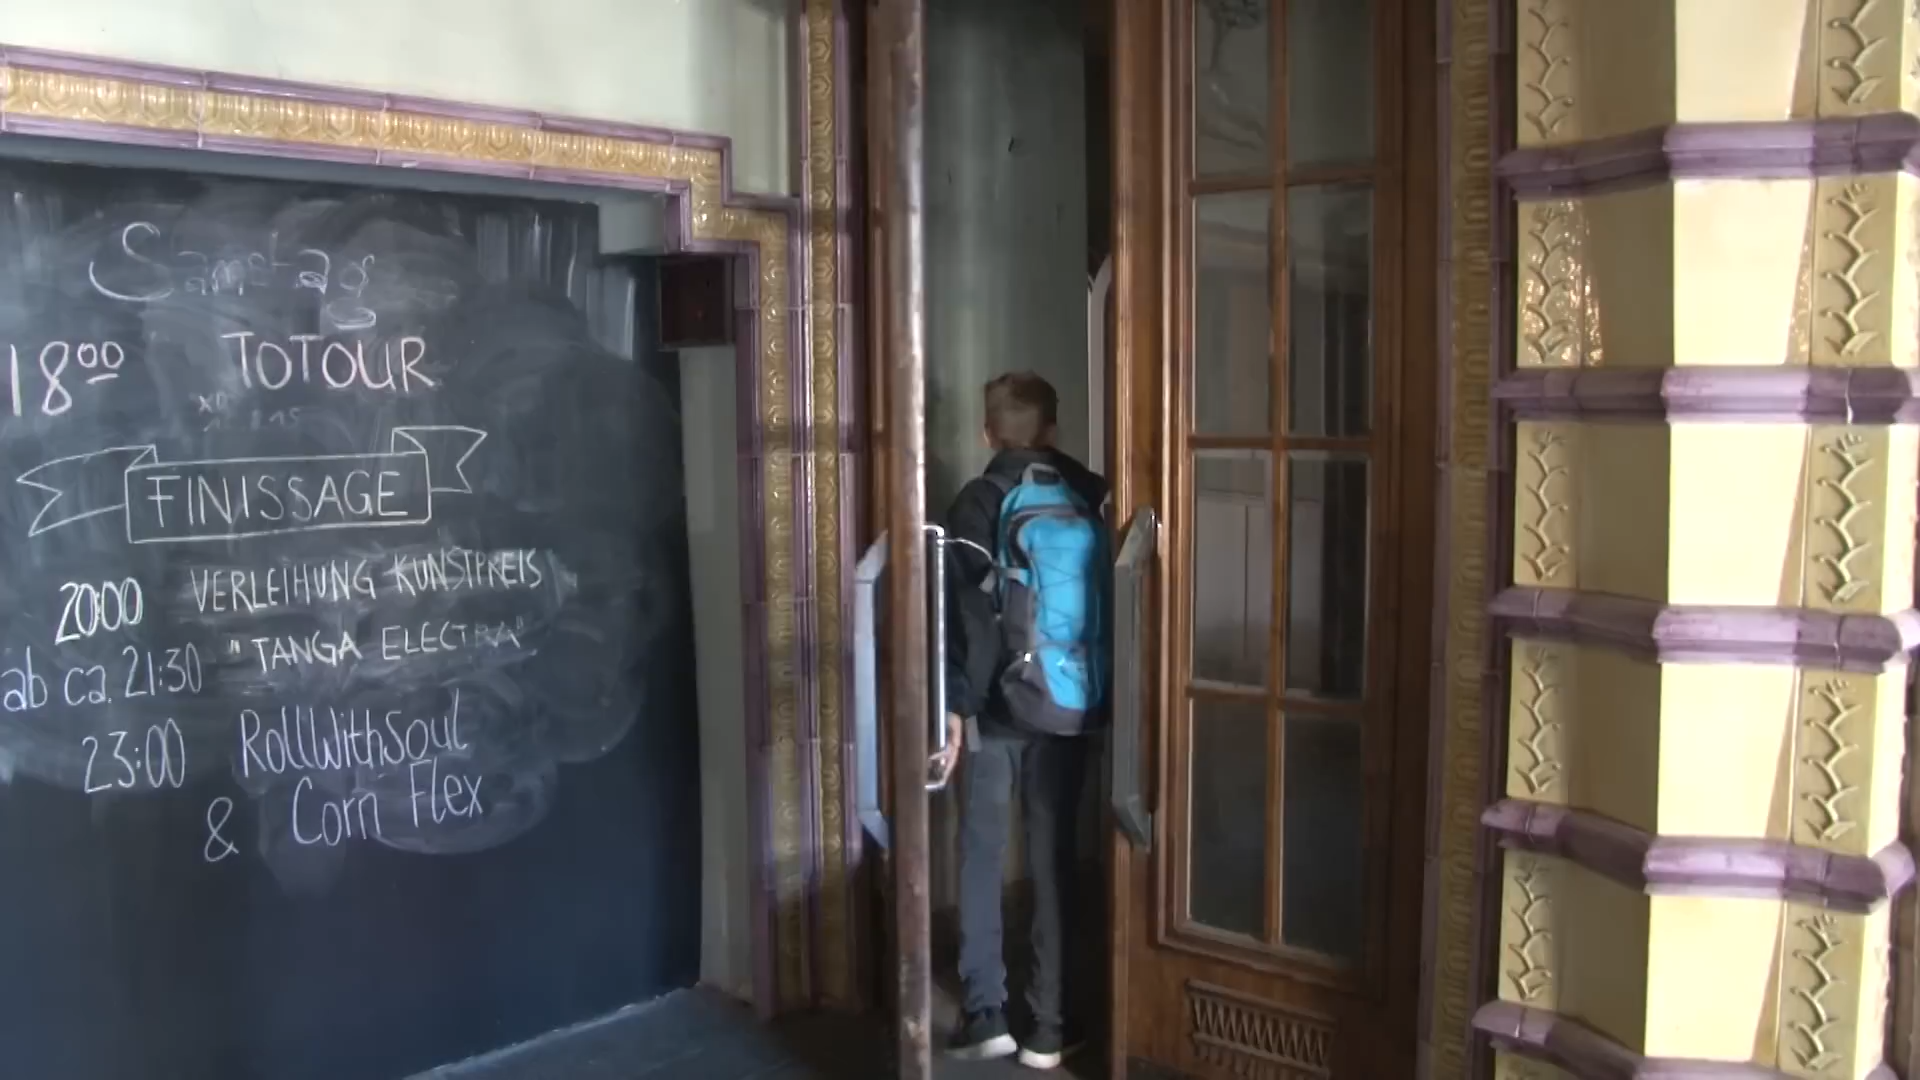 Samstag
18⁰⁰ TOTOUR
FINISSAGE
20:00 VERLEIHUNG KUNSTPREIS
ab ca. 21:30 "TANGA ELECTRA"
23:00 RollWithSoul
& Corn Flex